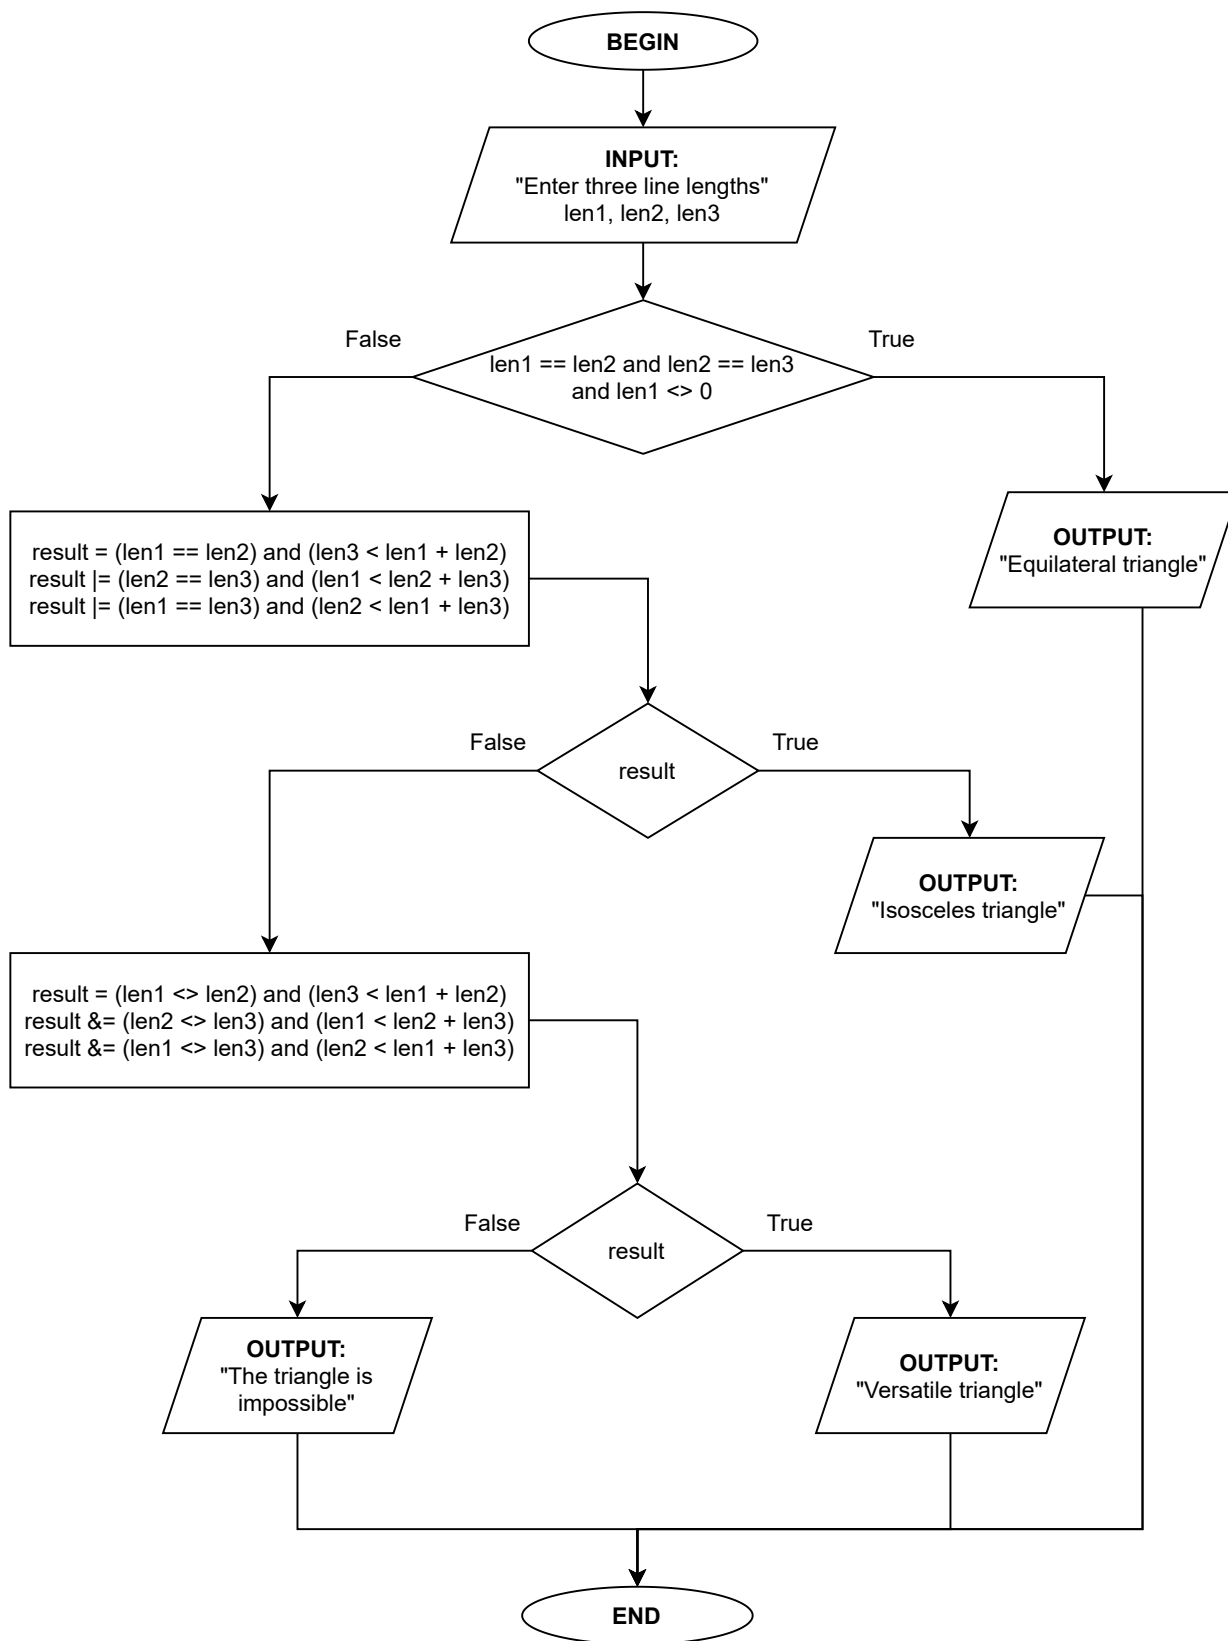 BEGIN
INPUT:
"Enter three line lengths"
len1, len2, len3
False
True
len1 == len2 and len2 == len3
and len1 <> 0
OUTPUT:
"Equilateral triangle"
result = (len1 == len2) and (len3 < len1 + len2)
result |= (len2 == len3) and (len1 < len2 + len3)
result |= (len1 == len3) and (len2 < len1 + len3)
False
True
result
OUTPUT:
"Isosceles triangle"
result = (len1 <> len2) and (len3 < len1 + len2)
result &= (len2 <> len3) and (len1 < len2 + len3)
result &= (len1 <> len3) and (len2 < len1 + len3)
False
True
result
OUTPUT:
"The triangle is
impossible"
OUTPUT:
"Versatile triangle"
END